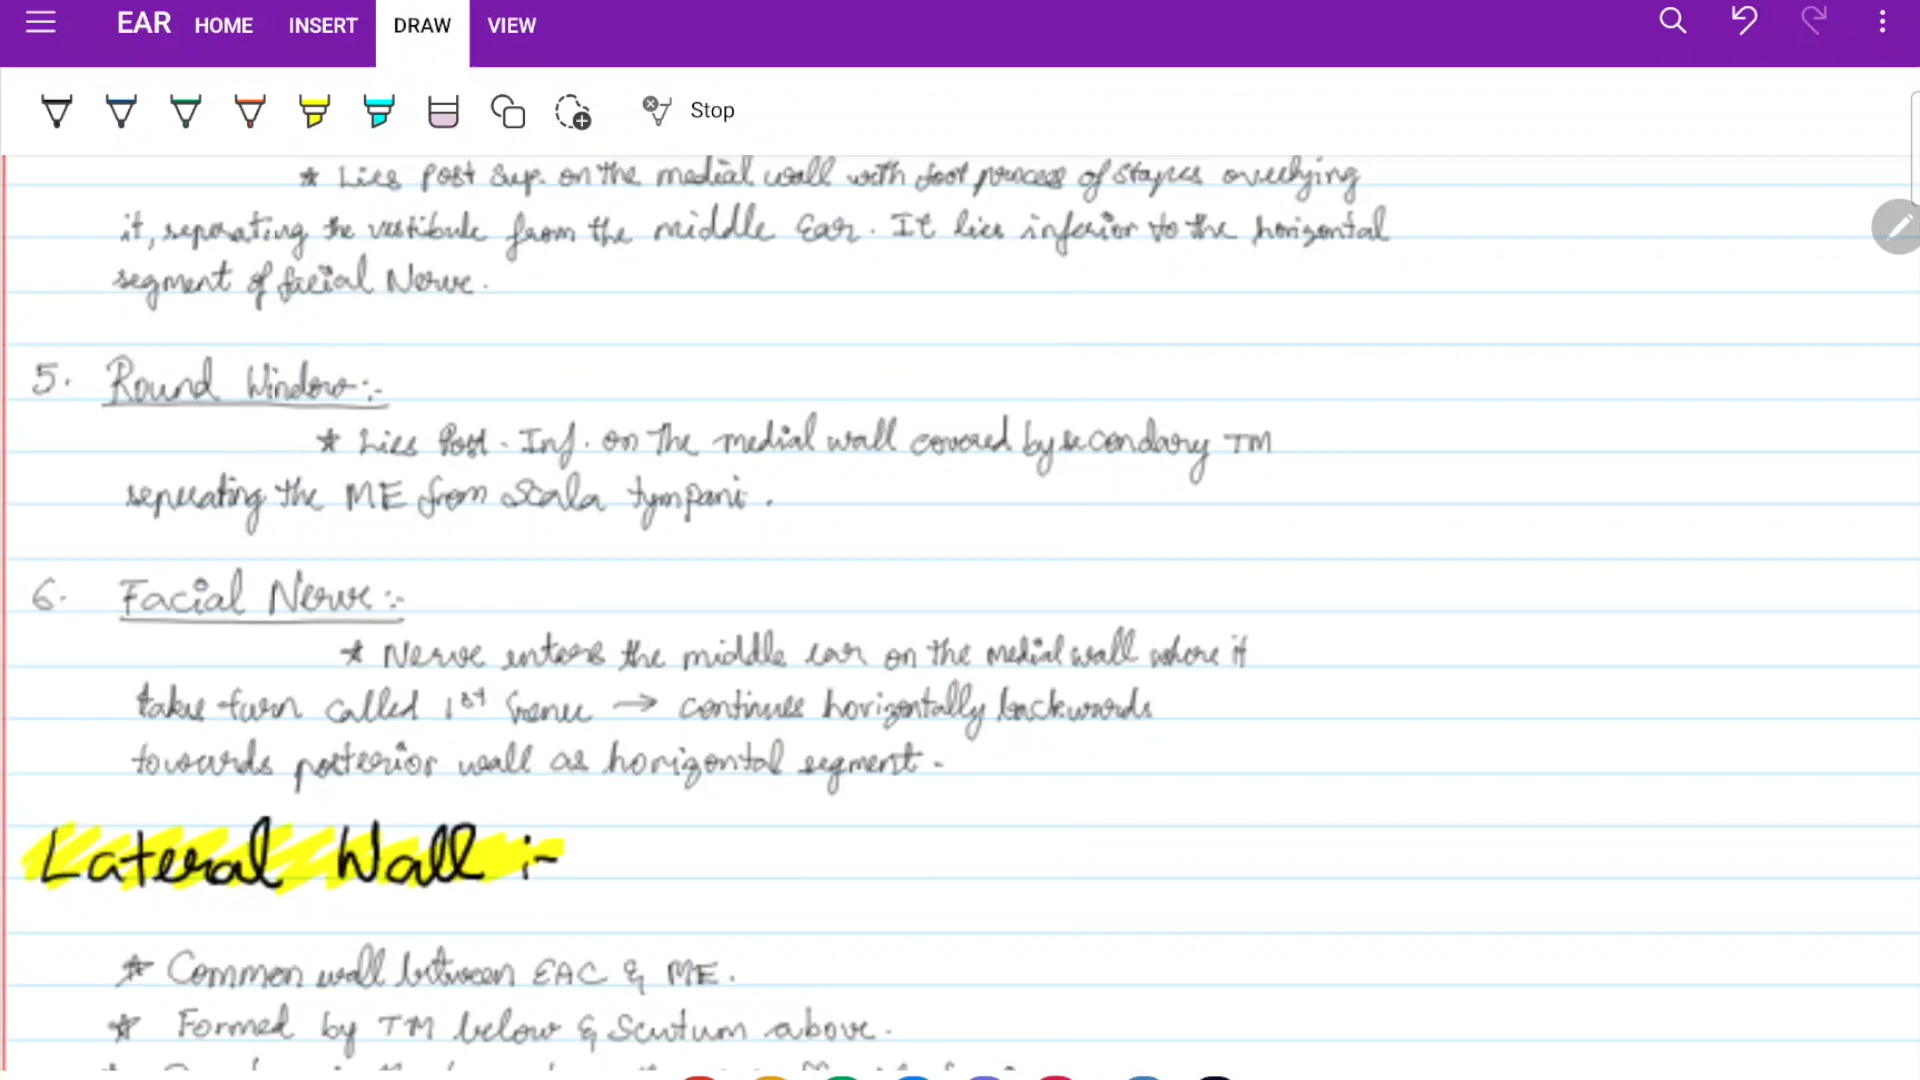 EAR HOME INSERT DRAW VIEW
Stop
* Lies Post Sup. on the medial wall with foot process of stapes overlying
it, separating the vestibule from the middle Ear. It lies inferior to the horizontal
segment of facial Nerve.
5. Round Window:-
* Lies Post-Inf. on the medial wall covered by secondary TM
separating the ME from Scala tympani.
6. Facial Nerve:-
* Nerve enters the middle ear on the medial wall where it
takes turn called 1st Genu → continues horizontally backwards
towards posterior wall as horizontal segment.
Lateral Wall :-
* Common wall between EAC & ME.
* Formed by TM below & Scutum above.